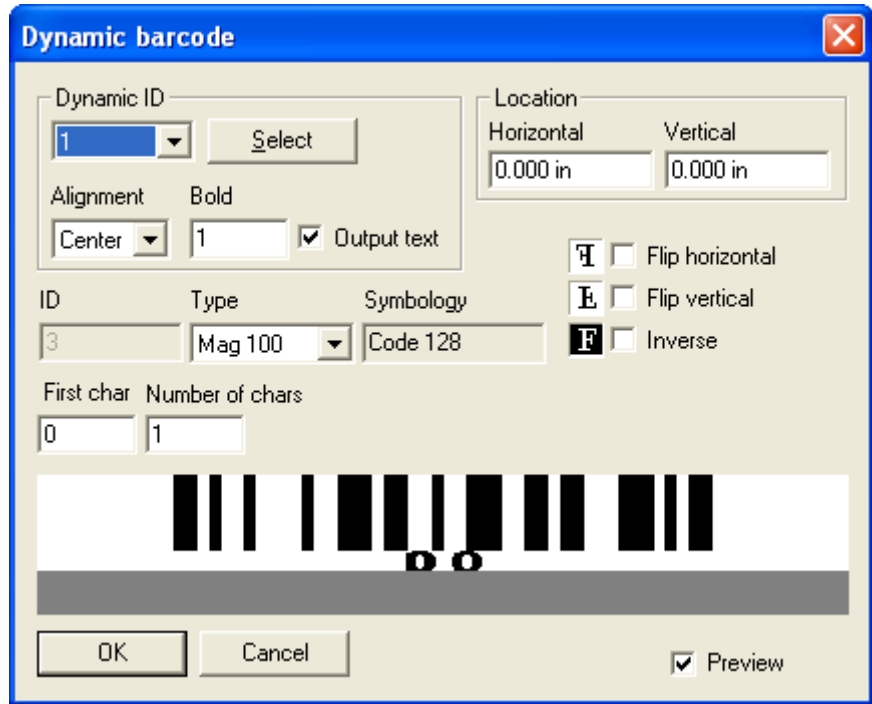 Dynamic barcode
Dynamic ID
1
Select
Location
Horizontal Vertical
0.000 in 0.000 in
Alignment Bold
Center 1 Output text
Flip horizontal
Flip vertical
Inverse
ID Type Symbology
3 Mag 100 Code 128
First char Number of chars
0 1
OK Cancel Preview